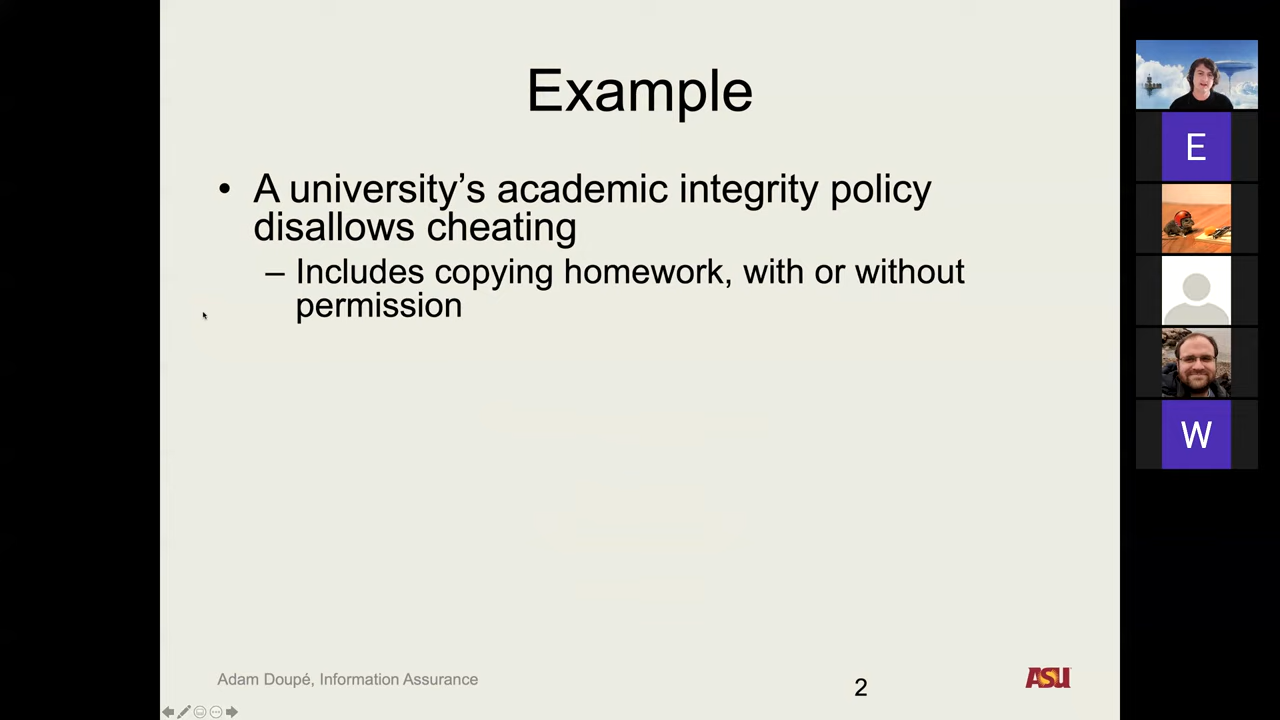 Example
• A university's academic integrity policy
disallows cheating
– Includes copying homework, with or without
permission
Adam Doupé, Information Assurance
2
ASU
E
W